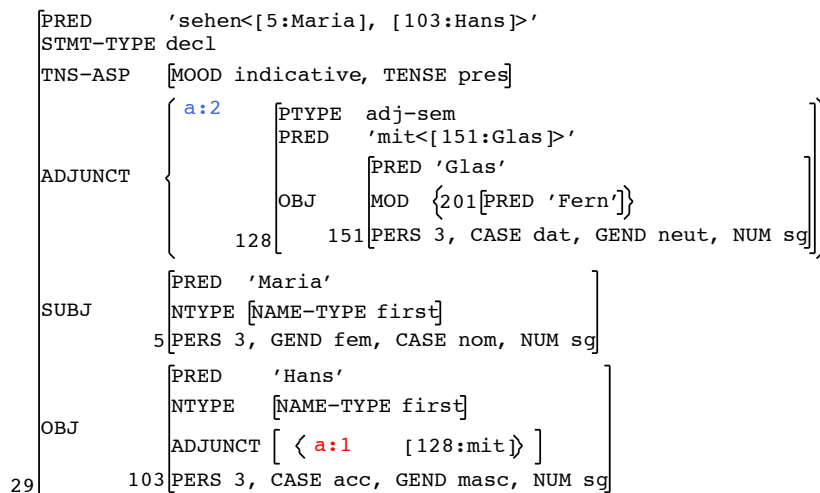 PRED 'sehen<[5:Maria], [103:Hans]>'
STMT-TYPE decl
TNS-ASP [MOOD indicative, TENSE pres]
a:2
PTYPE adj-sem
PRED 'mit<[151:Glas]>'
PRED 'Glas'
ADJUNCT
OBJ MOD {201[PRED 'Fern']}
128 151[PERS 3, CASE dat, GEND neut, NUM sg]
PRED 'Maria'
SUBJ NTYPE [NAME-TYPE first]
5[PERS 3, GEND fem, CASE nom, NUM sg]
PRED 'Hans'
NTYPE [NAME-TYPE first]
OBJ
ADJUNCT [ { a:1 [128:mit]} ]
29 103[PERS 3, CASE acc, GEND masc, NUM sg]